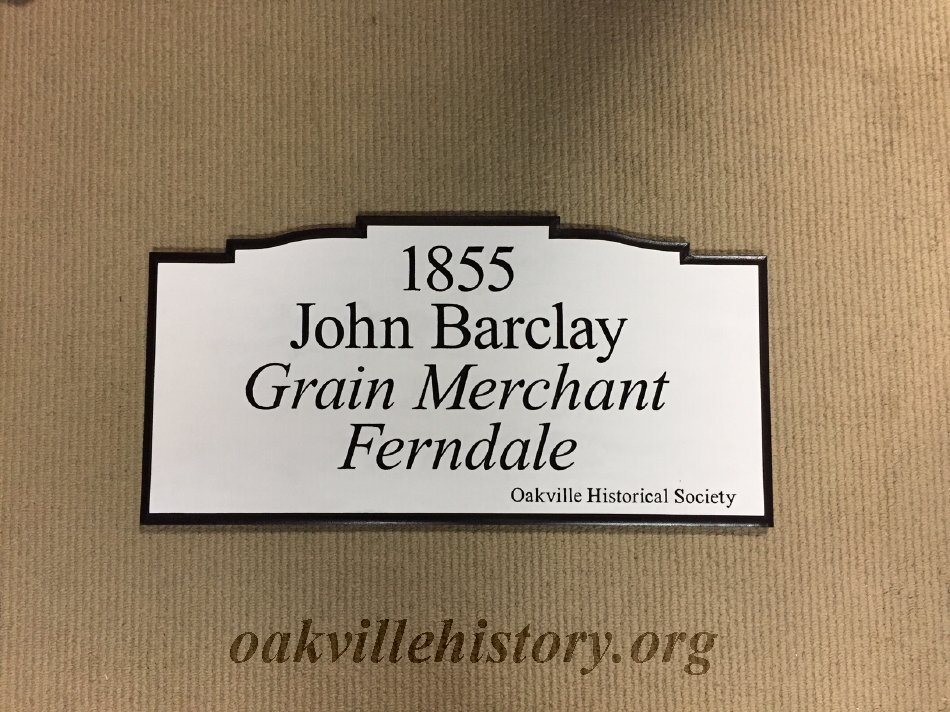 1855
John Barclay
Grain Merchant
Ferndale
Oakville Historical Society
oakvillehistory.org